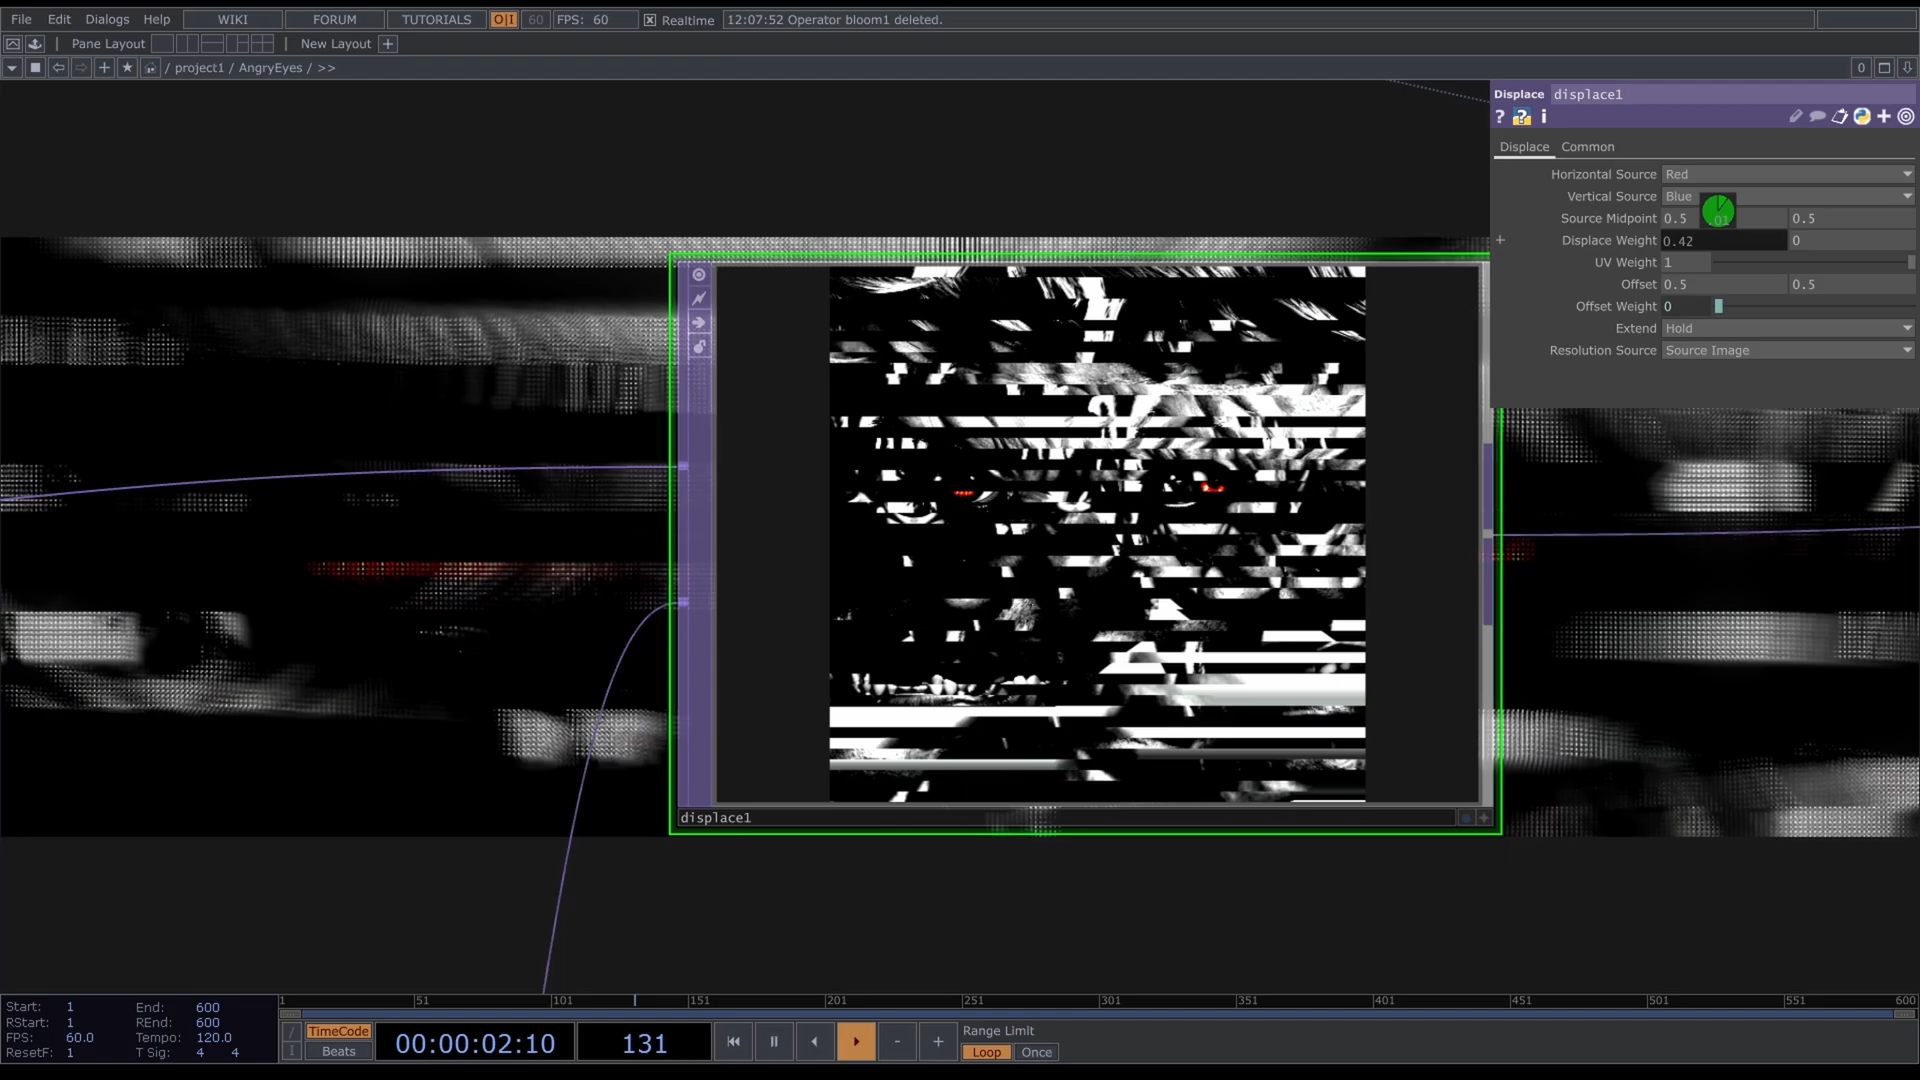 File Edit Dialogs Help WIKI FORUM TUTORIALS O|I 60 FPS: 60 Realtime 12:07:52 Operator bloom1 deleted.
Pane Layout New Layout +
/ project1 / AngryEyes / >> 0
Displace displace1
? ? i
Displace Common
Horizontal Source Red
Vertical Source Blue
Source Midpoint 0.5 .01 0.5
+ Displace Weight 0.42 0
UV Weight 1
Offset 0.5 0.5
Offset Weight 0
Extend Hold
Resolution Source Source Image
displace1
1 51 101 151 201 251 301 351 401 451 501 551 600
Start: 1 End: 600
RStart: 1 REnd: 600
FPS: 60.0 Tempo: 120.0
ResetF: 1 T Sig: 4 4
/ TimeCode
I Beats
00:00:02:10 131 - +
Range Limit
Loop Once